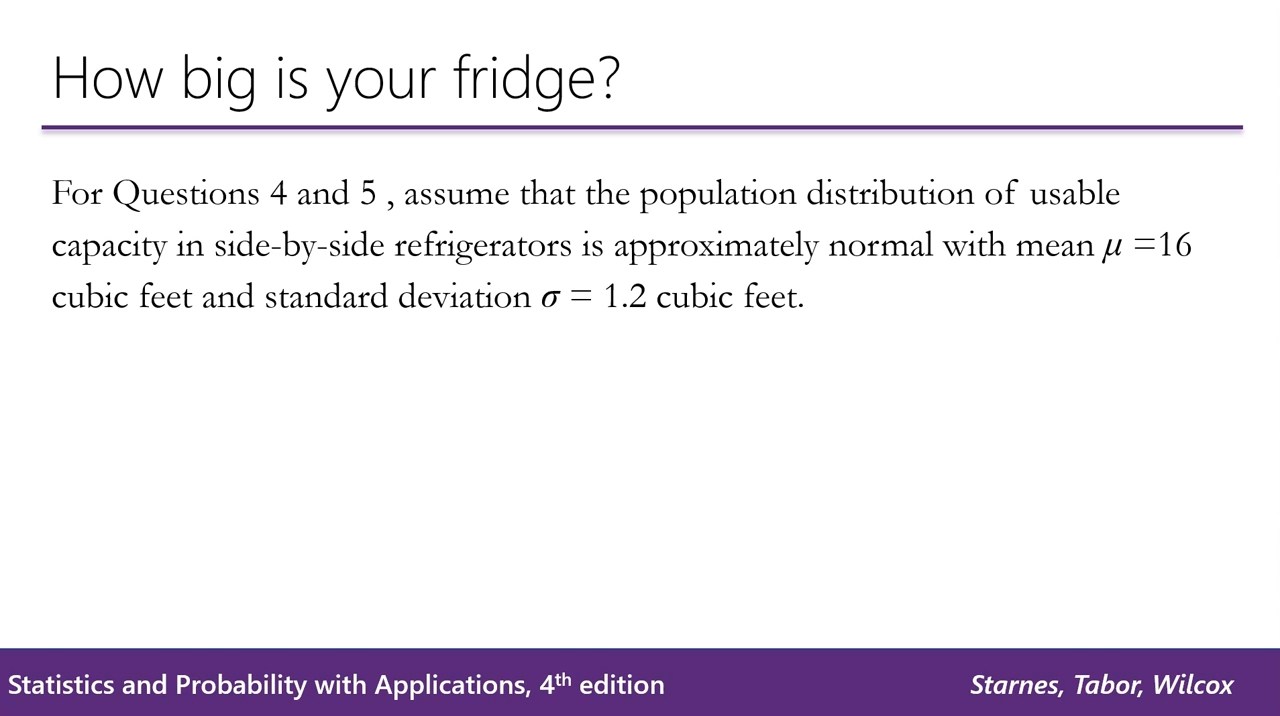 How big is your fridge?
For Questions 4 and 5 , assume that the population distribution of usable
capacity in side-by-side refrigerators is approximately normal with mean μ =16
cubic feet and standard deviation σ = 1.2 cubic feet.
Statistics and Probability with Applications, 4th edition
Starnes, Tabor, Wilcox